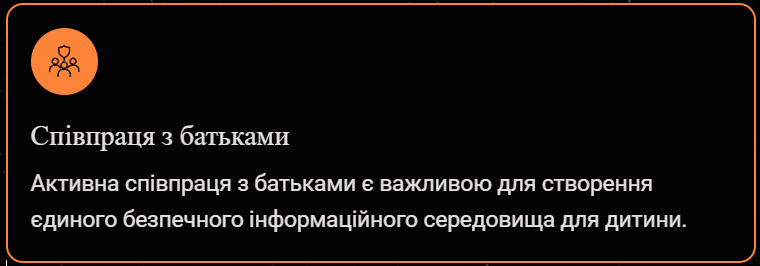 Співпраця з батьками
Активна співпраця з батьками є важливою для створення
єдиного безпечного інформаційного середовища для дитини.